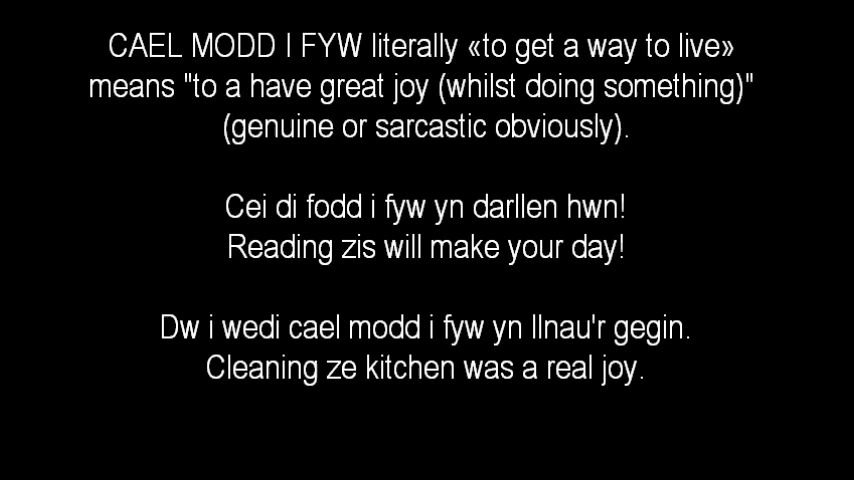 CAEL MODD I FYW literally «to get a way to live»
means "to a have great joy (whilst doing something)"
(genuine or sarcastic obviously).
Cei di fodd i fyw yn darllen hwn!
Reading zis will make your day!
Dw i wedi cael modd i fyw yn llnau'r gegin.
Cleaning ze kitchen was a real joy.